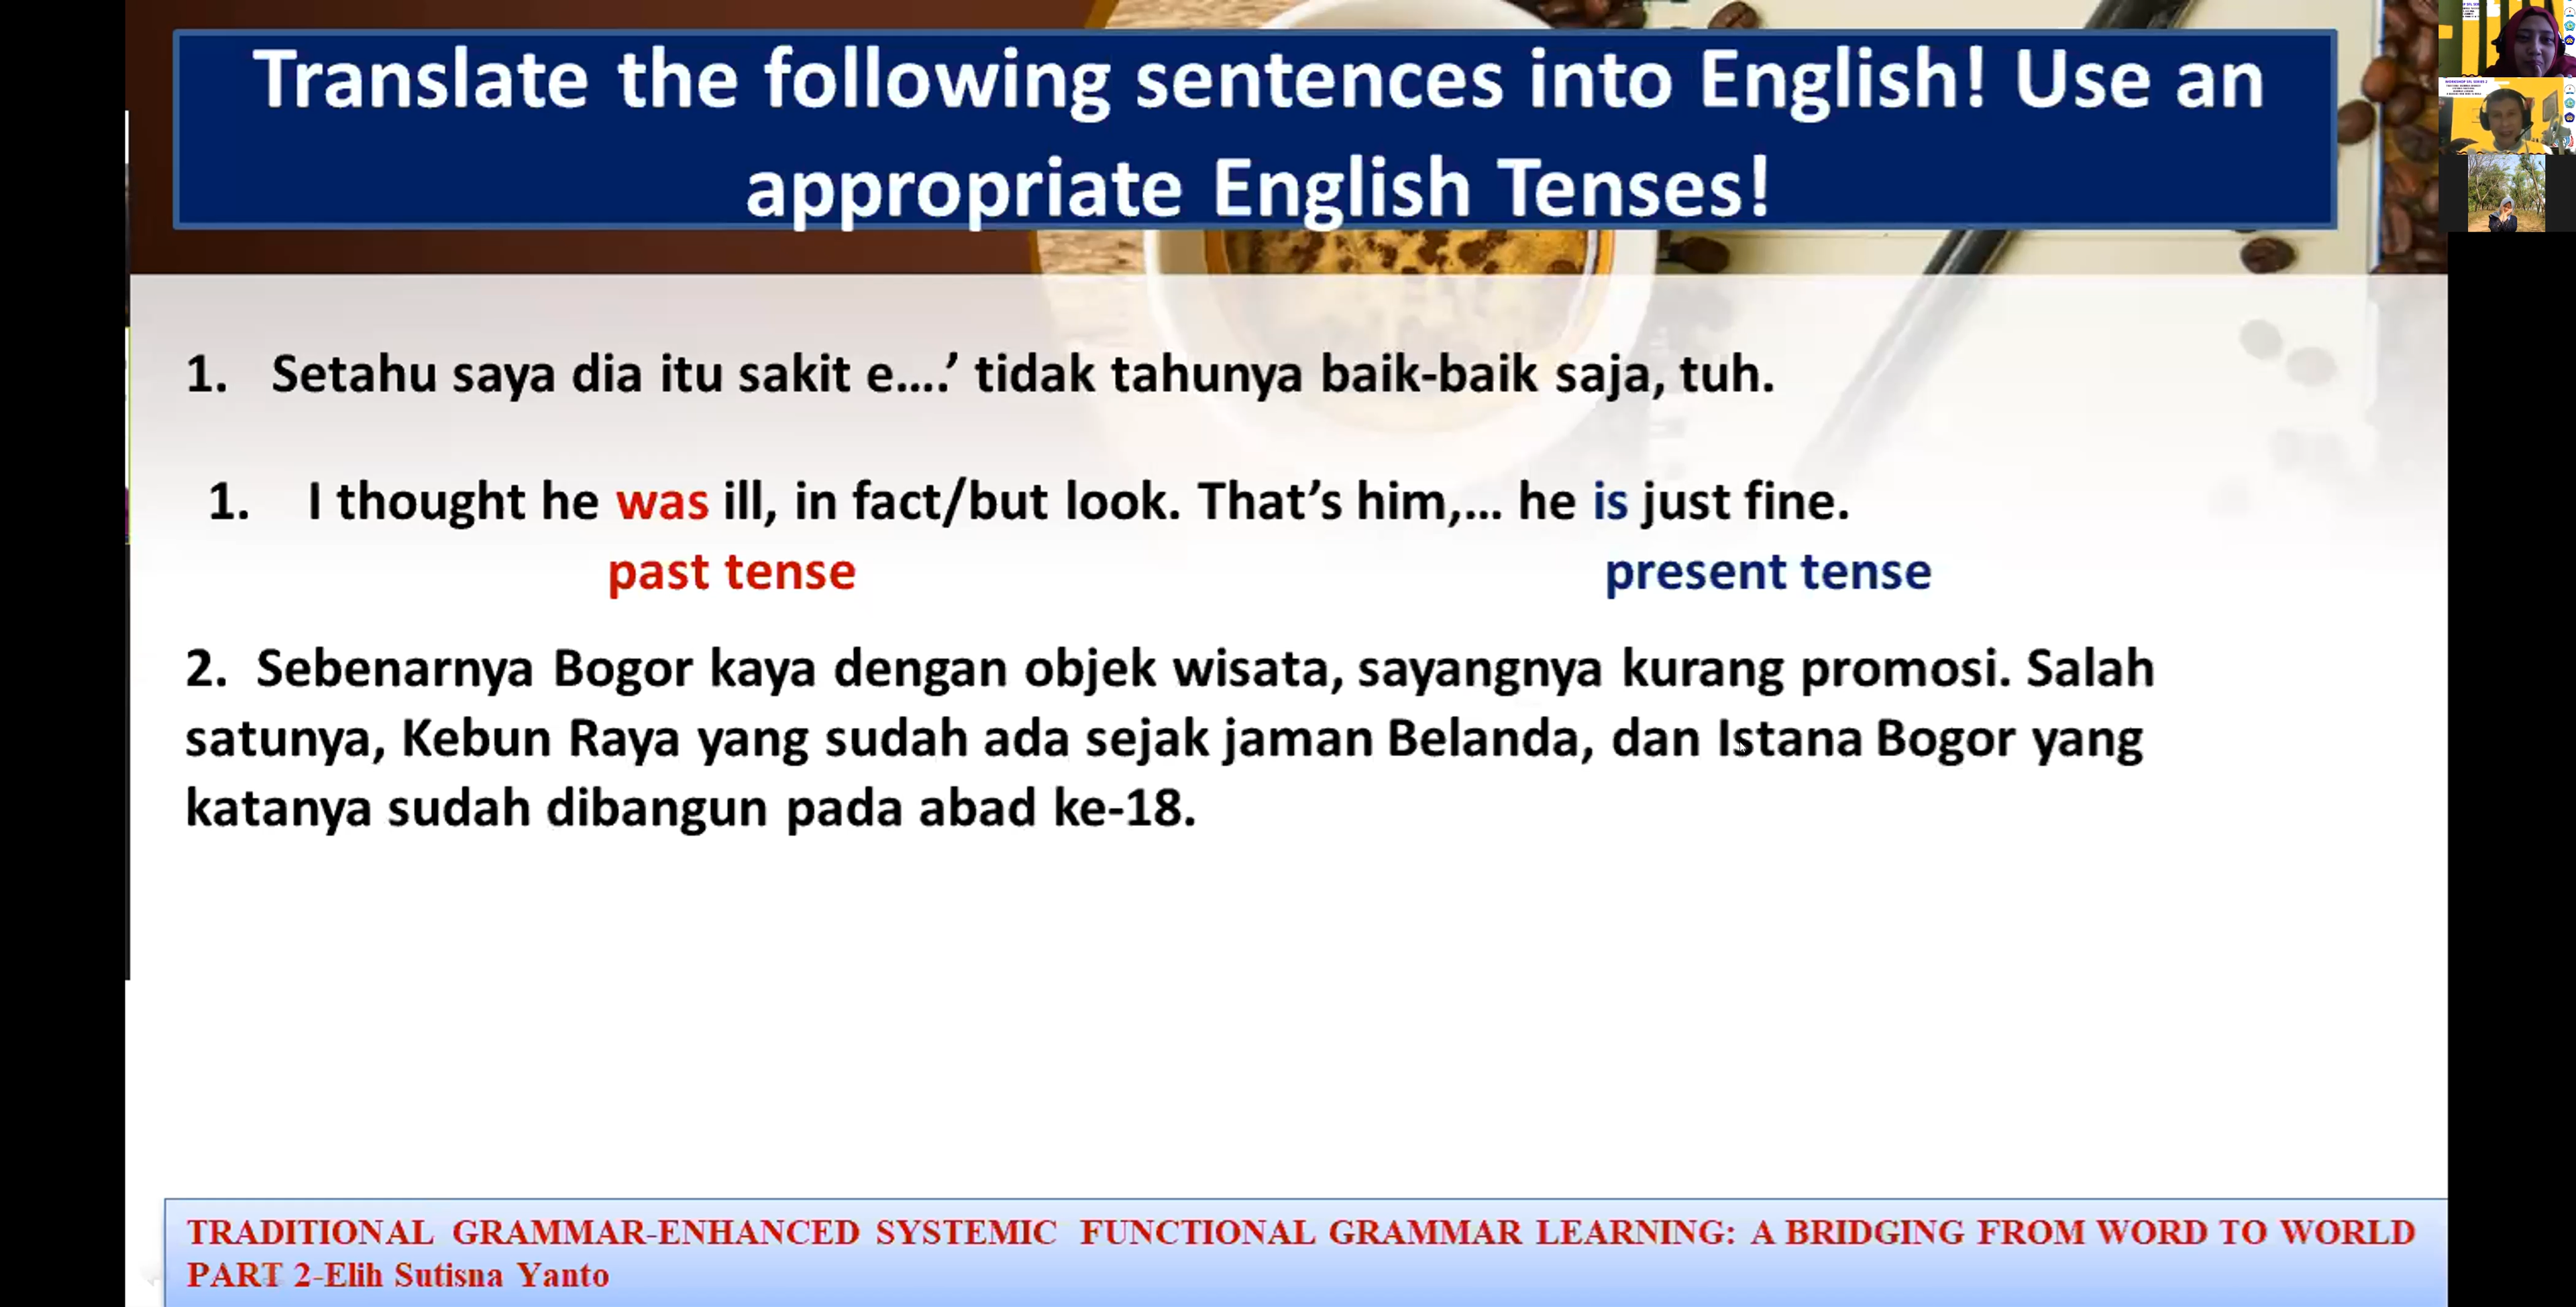 Translate the following sentences into English! Use an
appropriate English Tenses!
1. Setahu saya dia itu sakit e….’ tidak tahunya baik-baik saja, tuh.
1. I thought he was ill, in fact/but look. That’s him,… he is just fine.
past tense present tense
2. Sebenarnya Bogor kaya dengan objek wisata, sayangnya kurang promosi. Salah
satunya, Kebun Raya yang sudah ada sejak jaman Belanda, dan Istana Bogor yang
katanya sudah dibangun pada abad ke-18.
TRADITIONAL GRAMMAR-ENHANCED SYSTEMIC FUNCTIONAL GRAMMAR LEARNING: A BRIDGING FROM WORD TO WORLD
PART 2-Elih Sutisna Yanto